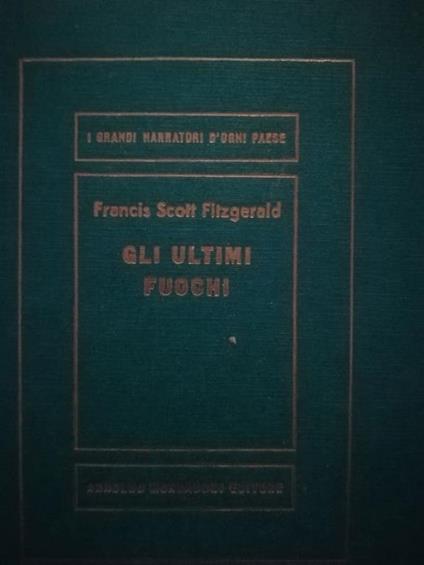 I GRANDI NARRATORI D'OGNI PAESE
Francis Scott Fitzgerald
GLI ULTIMI
FUOCHI
ARNOLDO MONDADORI EDITORE